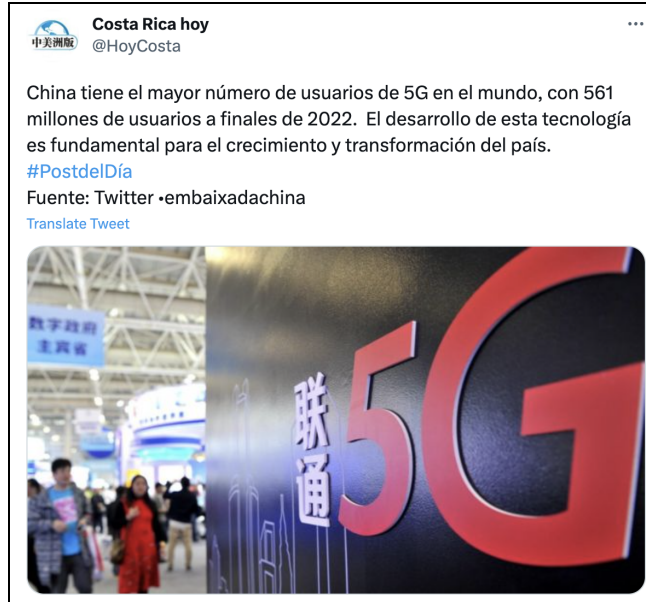 中美洲版
Costa Rica hoy
@HoyCosta
China tiene el mayor número de usuarios de 5G en el mundo, con 561
millones de usuarios a finales de 2022.  El desarrollo de esta tecnología
es fundamental para el crecimiento y transformación del país.
#PostdelDía
Fuente: Twitter •embaixadachina
Translate Tweet
数字政府
主宾省
联通
5G